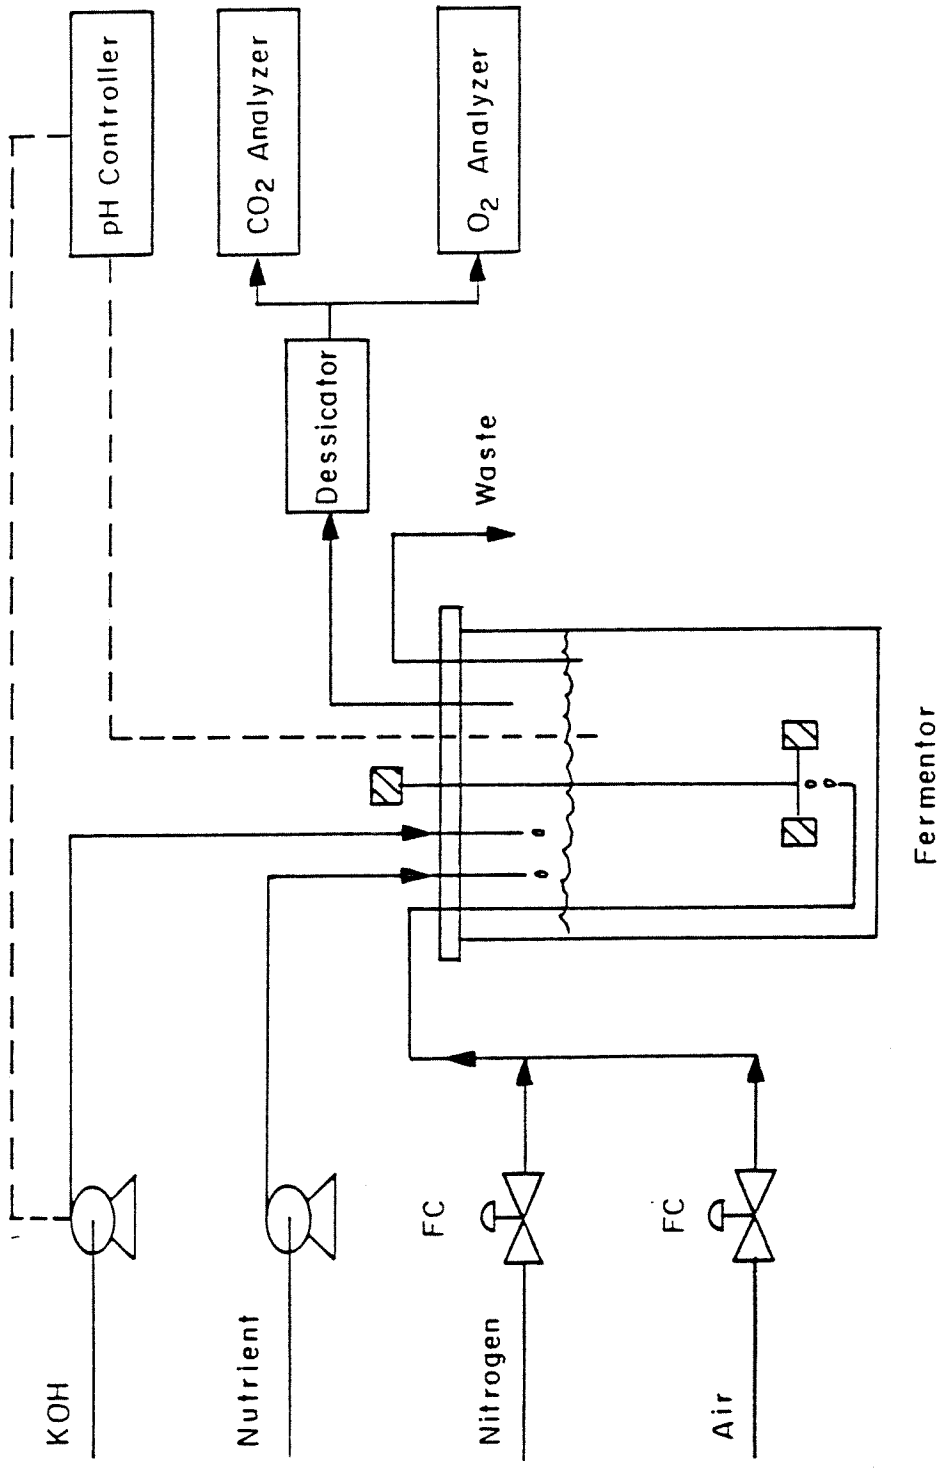 pH Controller
CO2 Analyzer
O2 Analyzer
Dessicator
Waste
KOH
Nutrient
FC
Nitrogen
FC
Air
Fermentor